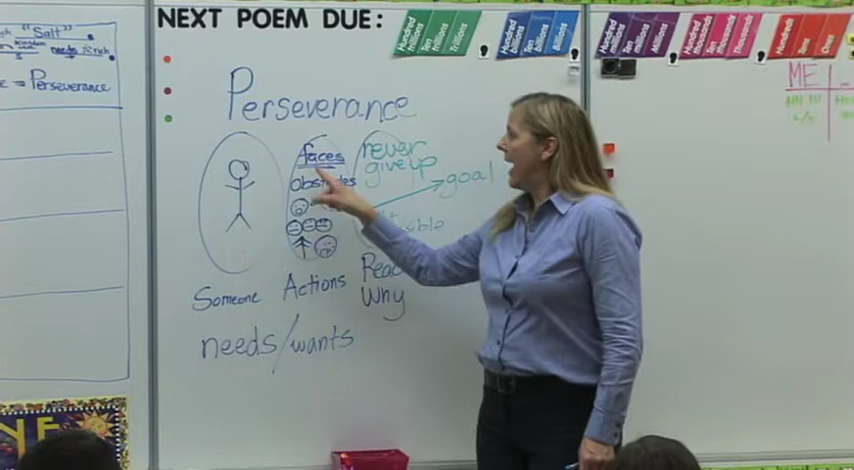 NEXT POEM DUE:
"Salt"
needs
= Perseverance
Hundred Trillions
Ten Trillions
Trillions
Hundred Billions
Ten Billions
Billions
Hundred Millions
Ten Millions
Millions
Hundred Thousands
Ten Thousands
Thousands
Hundreds
Tens
Ones
ME
Perseverance
faces
obstacles
never
give up
goal
Someone
Actions
Why
needs/wants